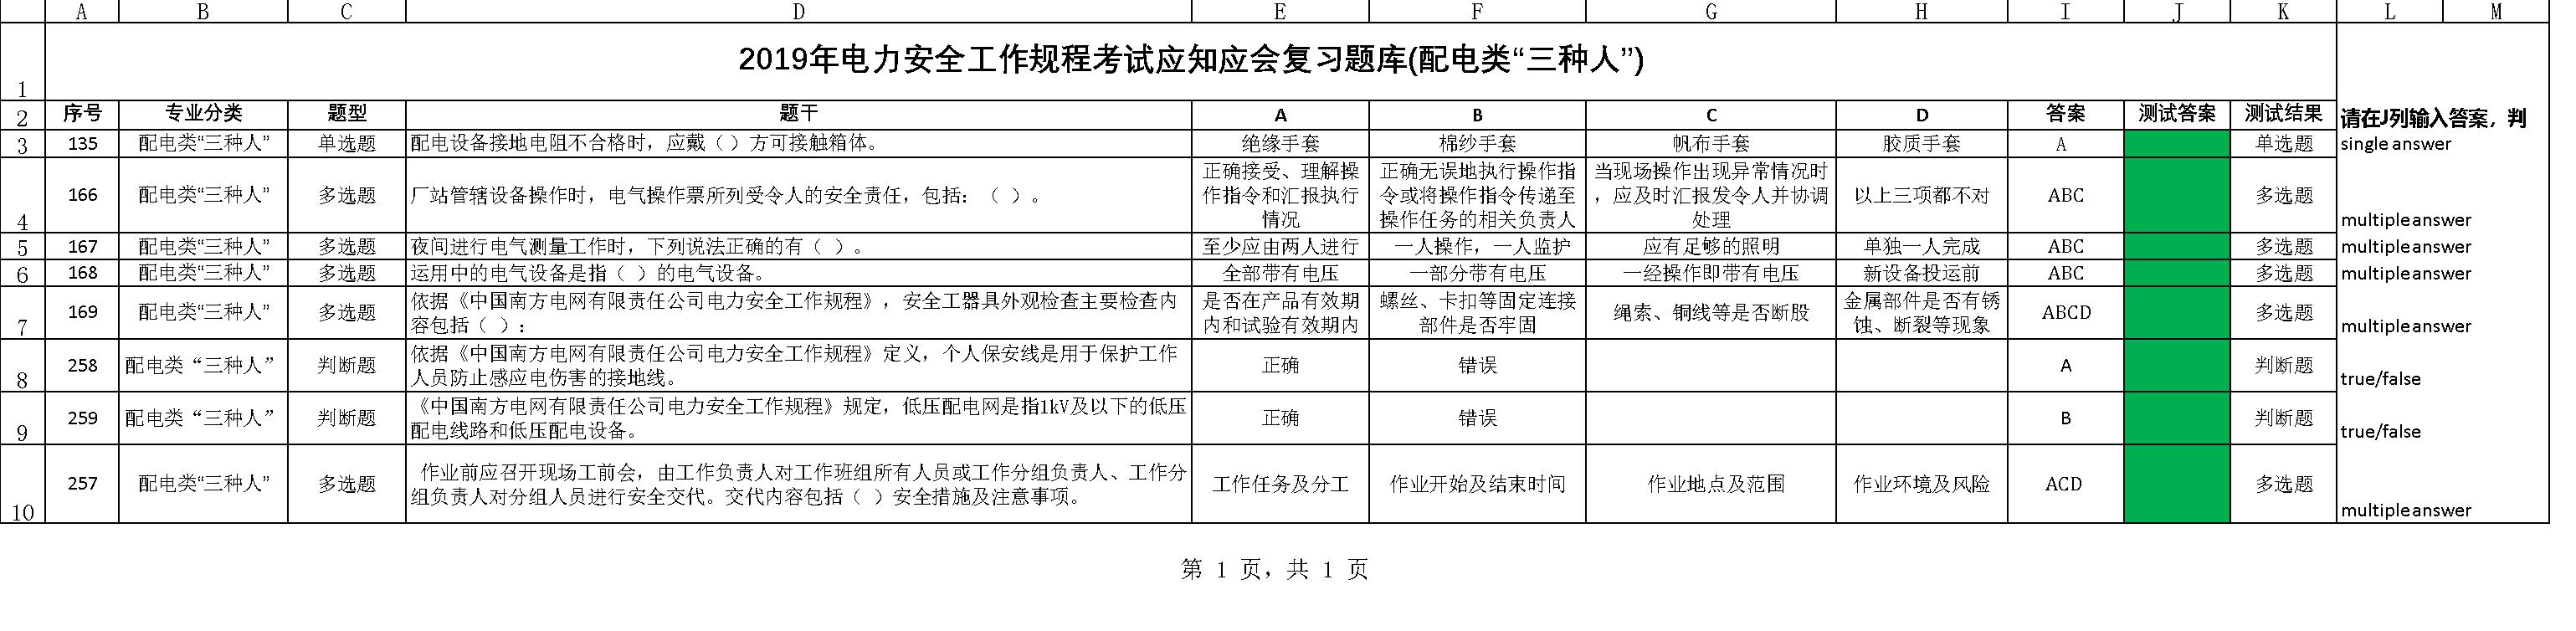 A B C D E F G H I J K L M
1 2019年电力安全工作规程考试应知应会复习题库(配电类“三种人”)
2 序号 专业分类 题型 题干 A B C D 答案 测试答案 测试结果 请在J列输入答案，判
3 135 配电类“三种人” 单选题 配电设备接地电阻不合格时，应戴（ ）方可接触箱体。 绝缘手套 棉纱手套 帆布手套 胶质手套 A 单选题 single answer
4 166 配电类“三种人” 多选题 厂站管辖设备操作时，电气操作票所列受令人的安全责任，包括：（ ）。
正确接受、理解操
作指令和汇报执行
情况
正确无误地执行操作指
令或将操作指令传递至
操作任务的相关负责人
当现场操作出现异常情况时
，应及时汇报发令人并协调
处理
以上三项都不对 ABC 多选题 multiple answer
5 167 配电类“三种人” 多选题 夜间进行电气测量工作时，下列说法正确的有（ ）。 至少应由两人进行 一人操作，一人监护 应有足够的照明 单独一人完成 ABC 多选题 multiple answer
6 168 配电类“三种人” 多选题 运用中的电气设备是指（ ）的电气设备。 全部带有电压 一部分带有电压 一经操作即带有电压 新设备投运前 ABC 多选题 multiple answer
7 169 配电类“三种人” 多选题
依据《中国南方电网有限责任公司电力安全工作规程》，安全工器具外观检查主要检查内
容包括（ ）：
是否在产品有效期
内和试验有效期内
螺丝、卡扣等固定连接
部件是否牢固
绳索、铜线等是否断股
金属部件是否有锈
蚀、断裂等现象
ABCD 多选题 multiple answer
8 258 配电类“三种人” 判断题
依据《中国南方电网有限责任公司电力安全工作规程》定义，个人保安线是用于保护工作
人员防止感应电伤害的接地线。
正确 错误 A 判断题 true/false
9 259 配电类“三种人” 判断题
《中国南方电网有限责任公司电力安全工作规程》规定，低压配电网是指1kV及以下的低压
配电线路和低压配电设备。
正确 错误 B 判断题 true/false
10 257 配电类“三种人” 多选题
作业前应召开现场工前会，由工作负责人对工作班组所有人员或工作分组负责人、工作分
组负责人对分组人员进行安全交代。交代内容包括（ ）安全措施及注意事项。
工作任务及分工 作业开始及结束时间 作业地点及范围 作业环境及风险 ACD 多选题 multiple answer
第 1 页，共 1 页